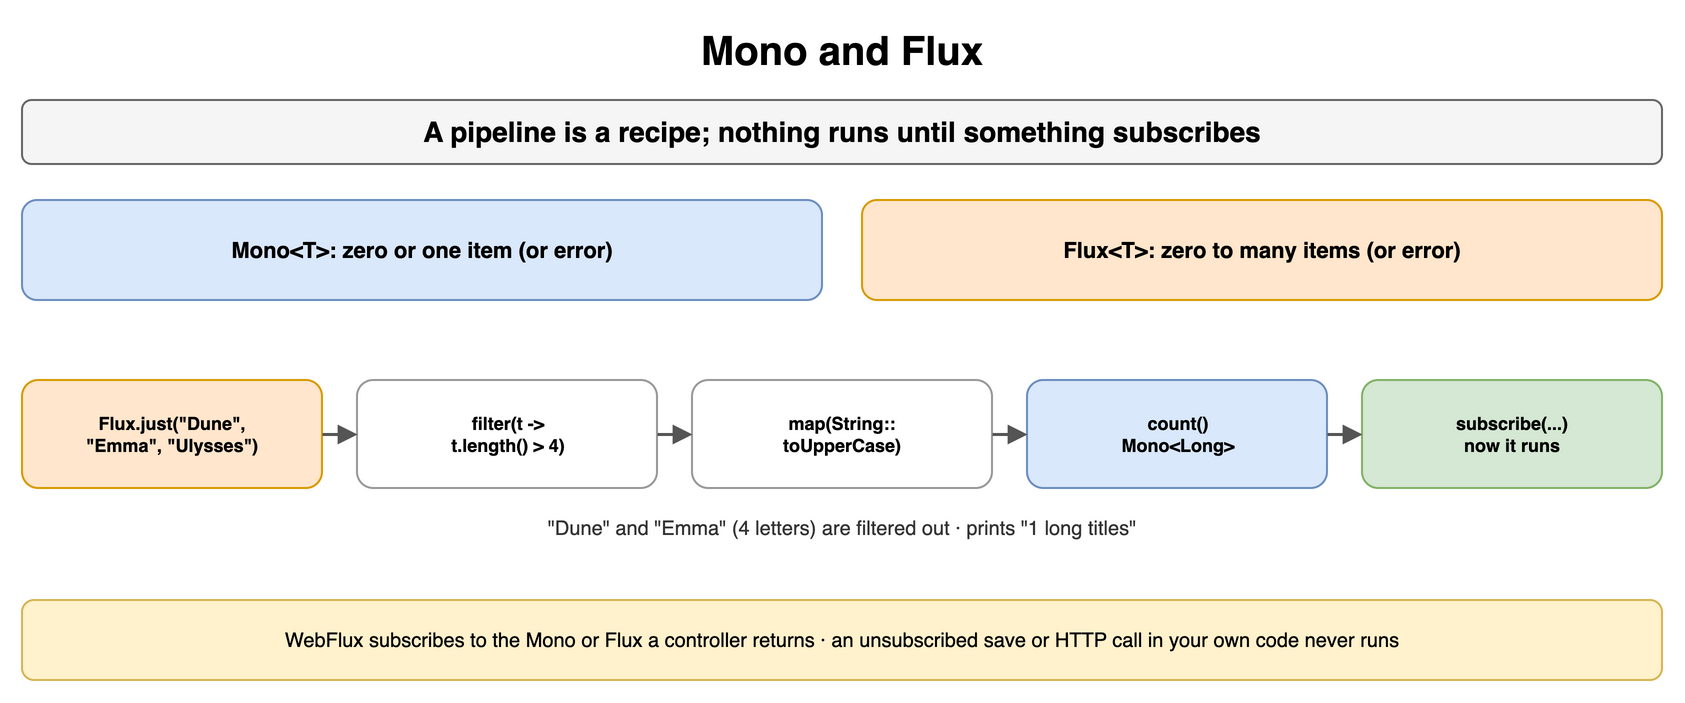 Mono and Flux
A pipeline is a recipe; nothing runs until something subscribes
Mono<T>: zero or one item (or error)
Flux<T>: zero to many items (or error)
Flux.just("Dune",
"Emma", "Ulysses")
filter(t ->
t.length() > 4)
map(String::
toUpperCase)
count()
Mono<Long>
subscribe(...)
now it runs
"Dune" and "Emma" (4 letters) are filtered out · prints "1 long titles"
WebFlux subscribes to the Mono or Flux a controller returns · an unsubscribed save or HTTP call in your own code never runs